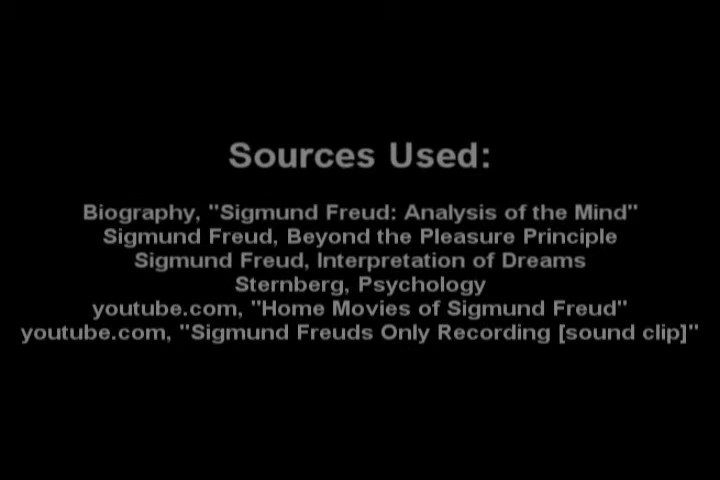 Sources Used:
Biography, "Sigmund Freud: Analysis of the Mind"
Sigmund Freud, Beyond the Pleasure Principle
Sigmund Freud, Interpretation of Dreams
Sternberg, Psychology
youtube.com, "Home Movies of Sigmund Freud"
youtube.com, "Sigmund Freuds Only Recording [sound clip]"